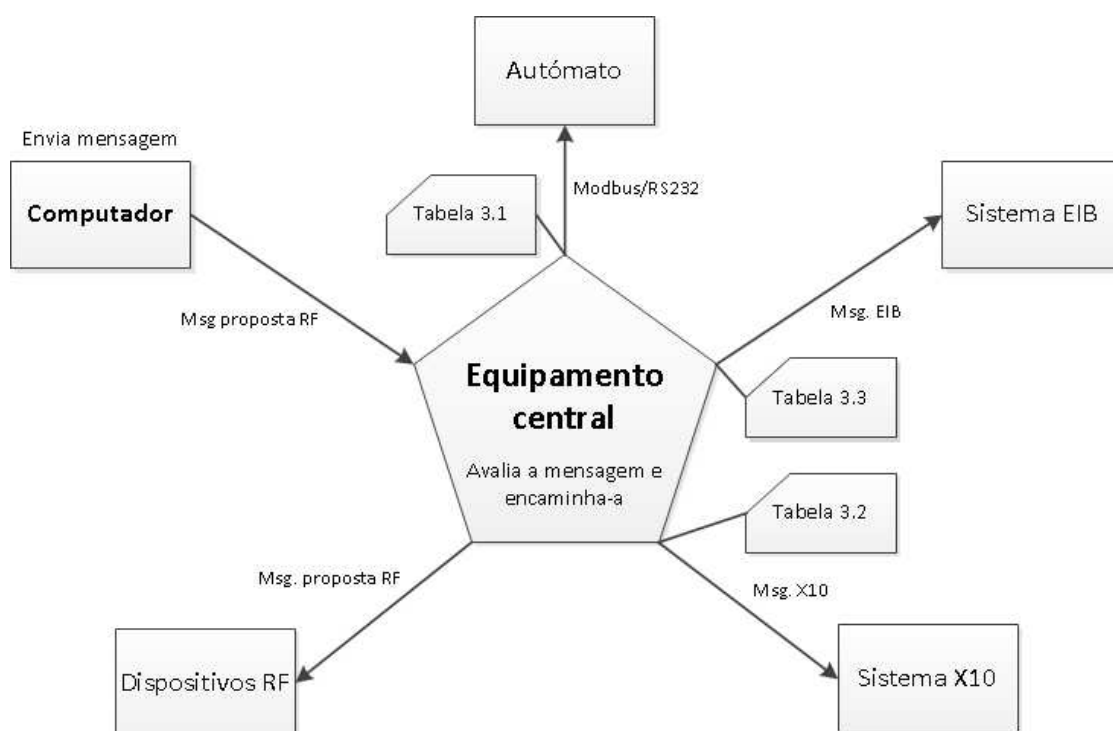 Autómato
Envia mensagem
Computador
Modbus/RS232
Tabela 3.1
Sistema EIB
Msg proposta RF
Msg. EIB
Equipamento
central
Avalia a mensagem e
encaminha-a
Tabela 3.3
Tabela 3.2
Msg. proposta RF
Msg. X10
Dispositivos RF
Sistema X10